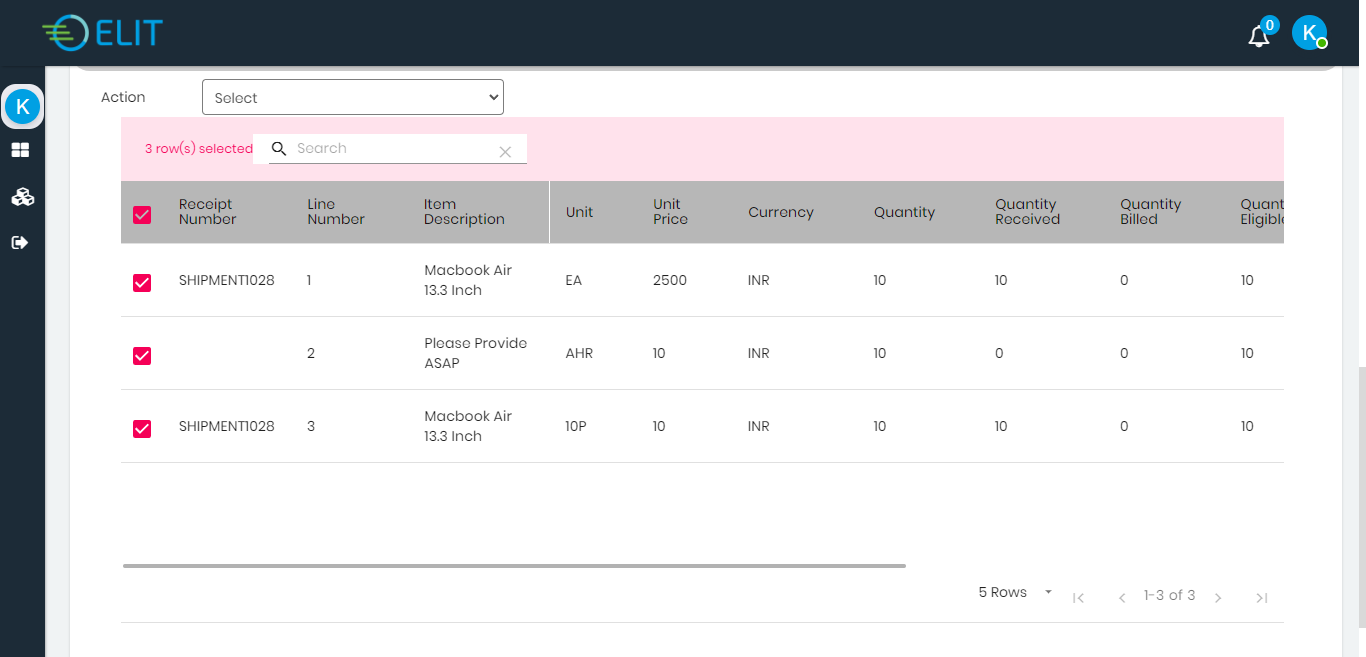 ELIT
0
K
K
Action
Select
3 row(s) selected
Search
Receipt Number
Line Number
Item Description
Unit
Unit Price
Currency
Quantity
Quantity Received
Quantity Billed
Quant
Eligible
SHIPMENT1028 1 Macbook Air 13.3 Inch EA 2500 INR 10 10 0 10
2 Please Provide ASAP AHR 10 INR 10 0 0 10
SHIPMENT1028 3 Macbook Air 13.3 Inch 10P 10 INR 10 10 0 10
5 Rows 1-3 of 3